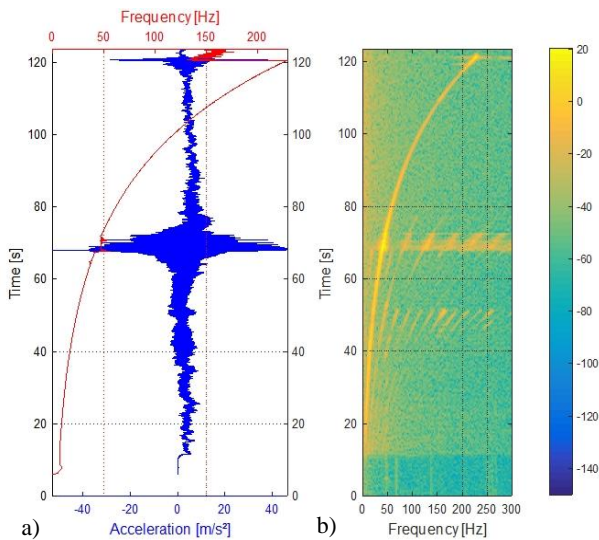 Frequency [Hz]
0 50 100 150 200
120 120 120 20
100 100 100 0
80 80 80 -20
-40
Time [s] Time [s]
60 60 60 -60
-80
40 40 40 -100
20 20 20 -120
-140
0 0 0
-40 -20 0 20 40 0 50 100 150 200 250 300
a) Acceleration [m/s²] b) Frequency [Hz]